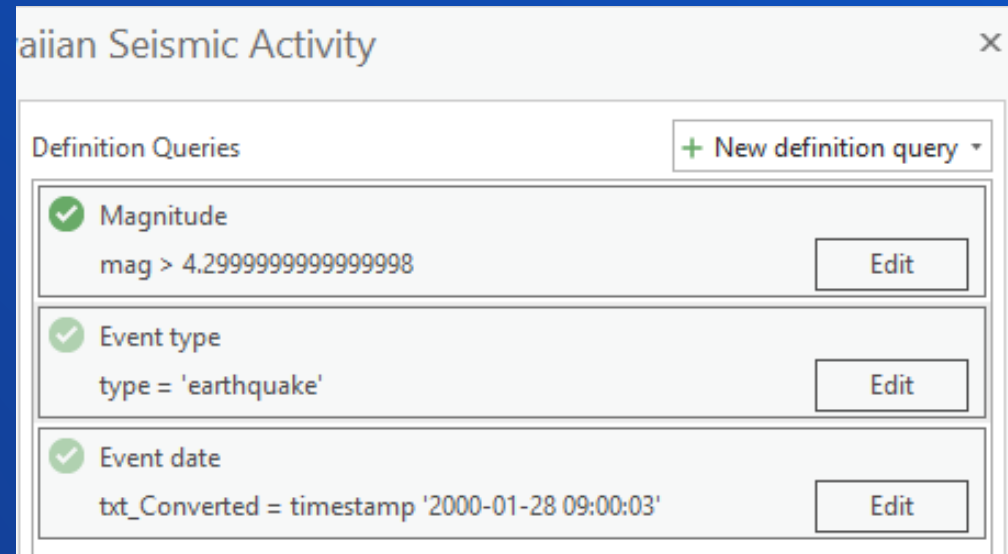 aiian Seismic Activity
Definition Queries
+ New definition query
Magnitude
mag > 4.2999999999999998
Edit
Event type
type = 'earthquake'
Edit
Event date
txt_Converted = timestamp '2000-01-28 09:00:03'
Edit